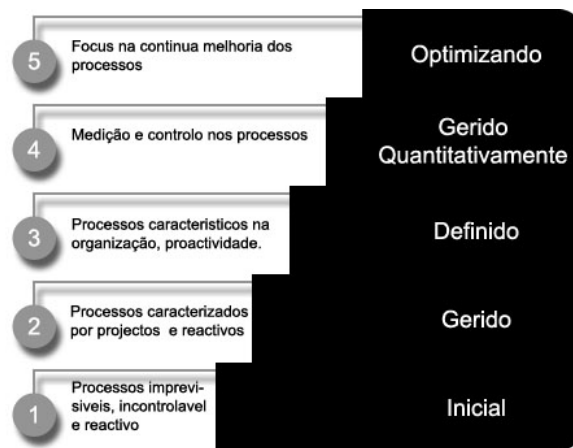 5
Focus na continua melhoria dos
processos
Optimizando
4
Medição e controlo nos processos
Gerido
Quantitativamente
3
Processos caracteristicos na
organização, proactividade.
Definido
2
Processos caracterizados
por projectos e reactivos
Gerido
1
Processos imprevi-
siveis, incontrolavel
e reactivo
Inicial